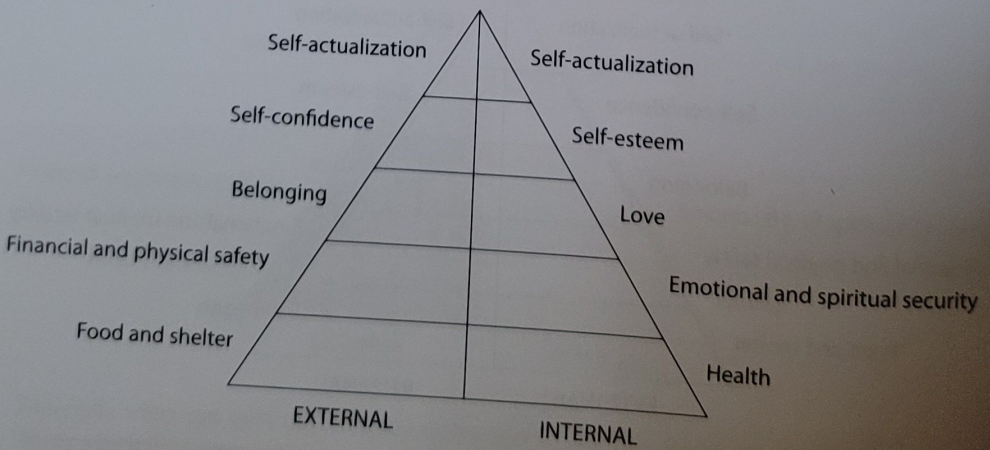 Self-actualization
Self-actualization
Self-confidence
Self-esteem
Belonging
Love
Financial and physical safety
Emotional and spiritual security
Food and shelter
Health
EXTERNAL
INTERNAL